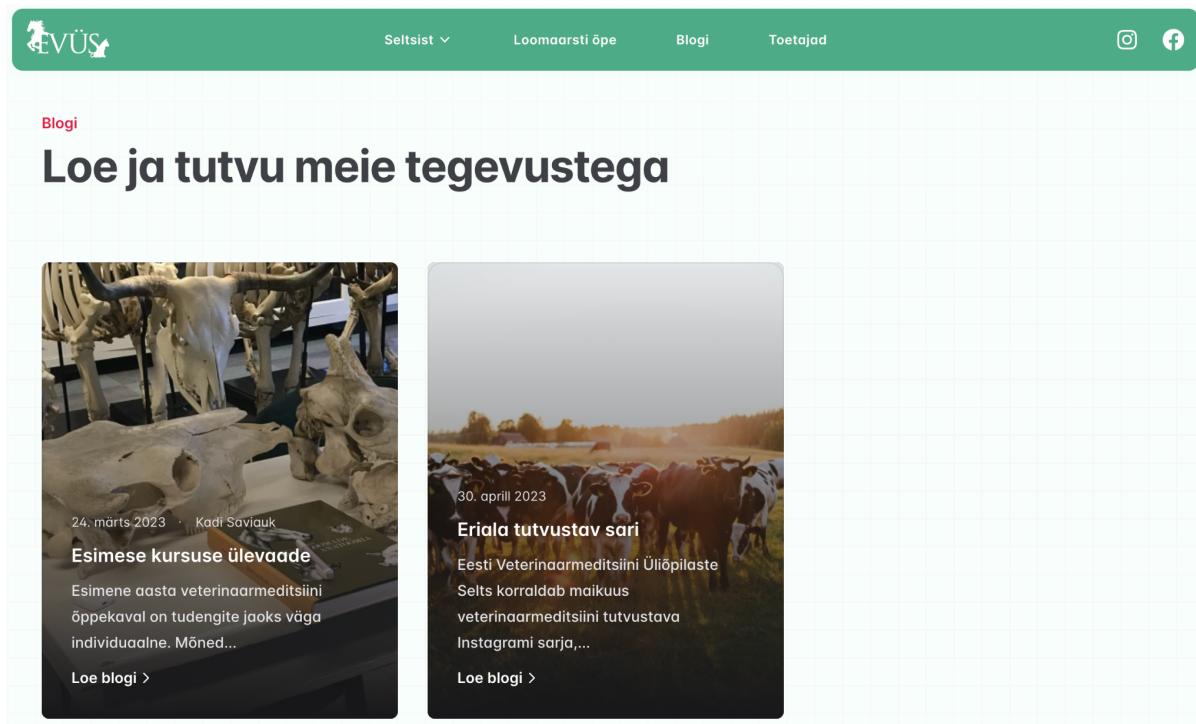 EVÜS
Seltsist
Loomaarsti õpe
Blogi
Toetajad
Blogi
Loe ja tutvu meie tegevustega
24. märts 2023 · Kadi Saviauk
Esimese kursuse ülevaade
Esimene aasta veterinaarmeditsiini
õppekaval on tudengite jaoks väga
individuaalne. Mõned...
Loe blogi
30. aprill 2023
Eriala tutvustav sari
Eesti Veterinaarmeditsiini Üliõpilaste
Selts korraldab maikuus
veterinaarmeditsiini tutvustava
Instagrami sarja,...
Loe blogi